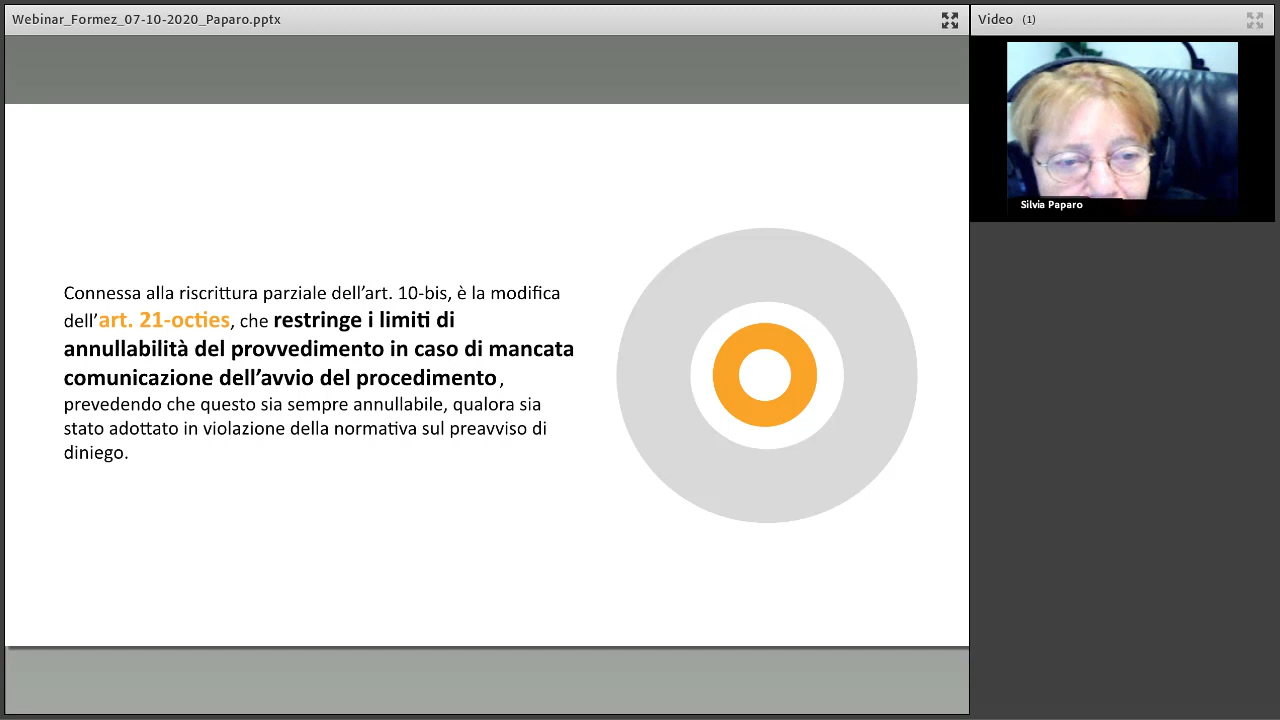 Webinar_Formez_07-10-2020_Paparo.pptx
Video (1)
Silvia Paparo
Connessa alla riscrittura parziale dell’art. 10-bis, è la modifica
dell’art. 21-octies, che restringe i limiti di
annullabilità del provvedimento in caso di mancata
comunicazione dell’avvio del procedimento,
prevedendo che questo sia sempre annullabile, qualora sia
stato adottato in violazione della normativa sul preavviso di
diniego.